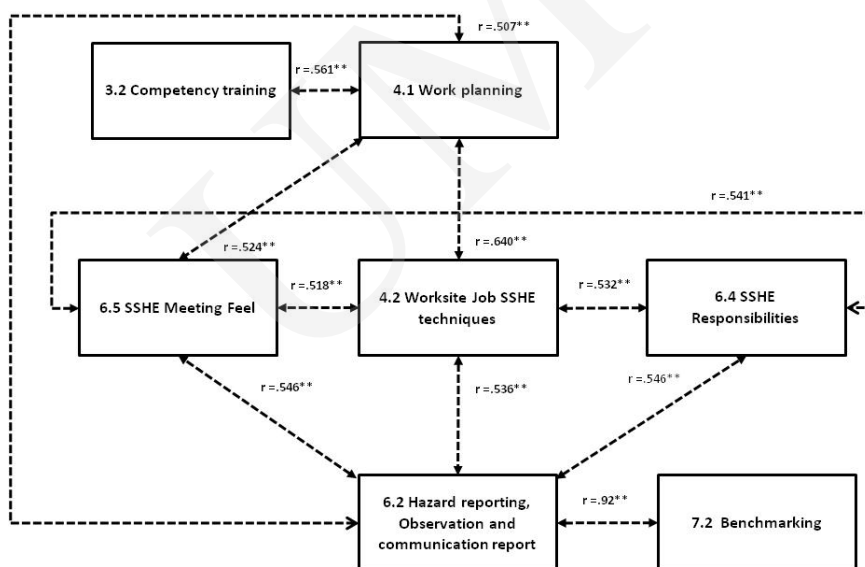 r =.507**
r =.561**
3.2 Competency training
4.1 Work planning
r =.541**
r =.524**
r =.640**
r =.518**
r =.532**
6.5 SSHE Meeting Feel
4.2 Worksite Job SSHE
techniques
6.4 SSHE
Responsibilities
r =.546**
r =.536**
r =.546**
6.2 Hazard reporting,
Observation and
communication report
r =.92**
7.2 Benchmarking
UM